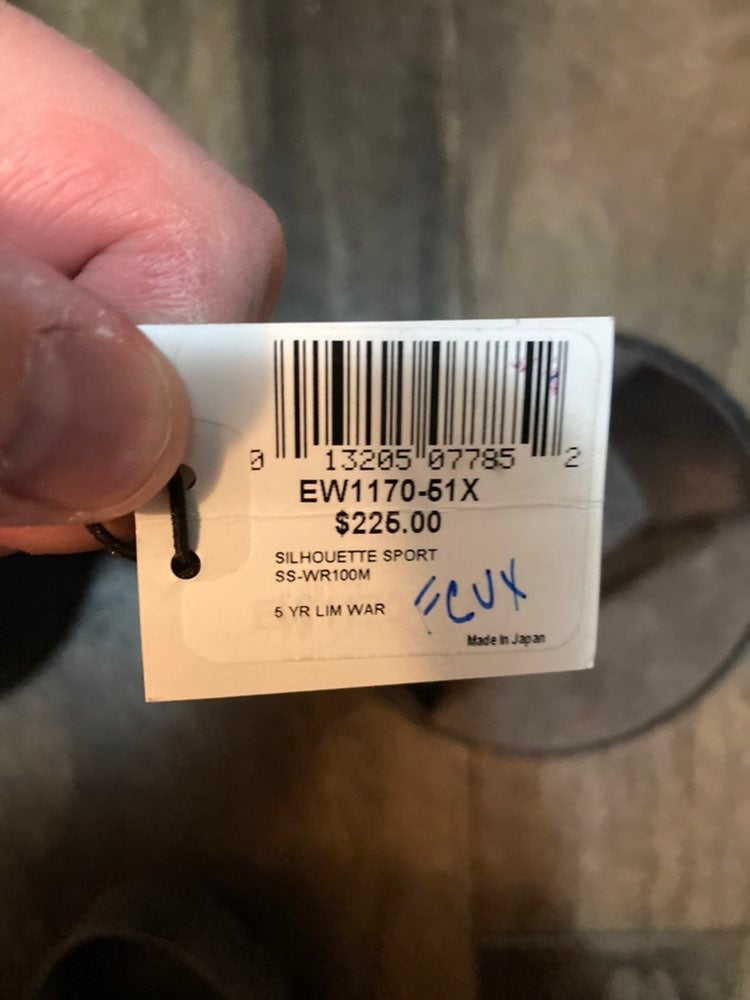 0 13205 07785 2
EW1170-51X
$225.00
SILHOUETTE SPORT
SS-WR100M
5 YR LIM WAR
Made in Japan